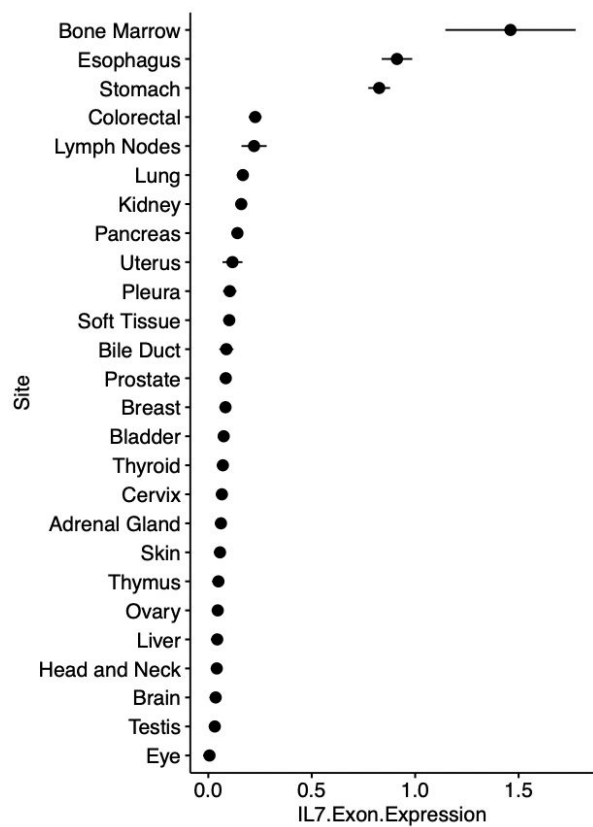 Bone Marrow
Esophagus
Stomach
Colorectal
Lymph Nodes
Lung
Kidney
Pancreas
Uterus
Pleura
Soft Tissue
Bile Duct
Prostate
Breast
Bladder
Thyroid
Cervix
Adrenal Gland
Skin
Thymus
Ovary
Liver
Head and Neck
Brain
Testis
Eye
Site
0.0 0.5 1.0 1.5
IL7.Exon.Expression